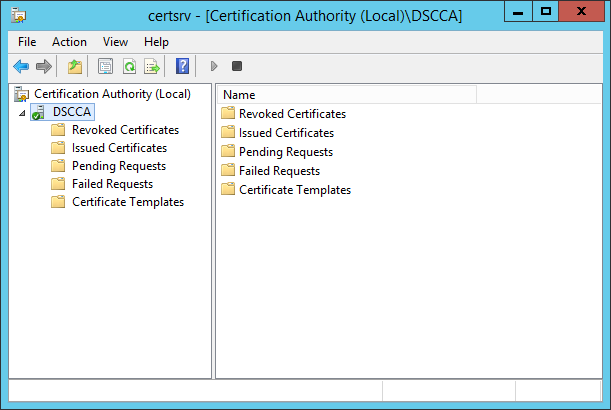 certsrv - [Certification Authority (Local)\DSCCA]
File Action View Help
Certification Authority (Local)
DSCCA
Revoked Certificates
Issued Certificates
Pending Requests
Failed Requests
Certificate Templates
Name
Revoked Certificates
Issued Certificates
Pending Requests
Failed Requests
Certificate Templates